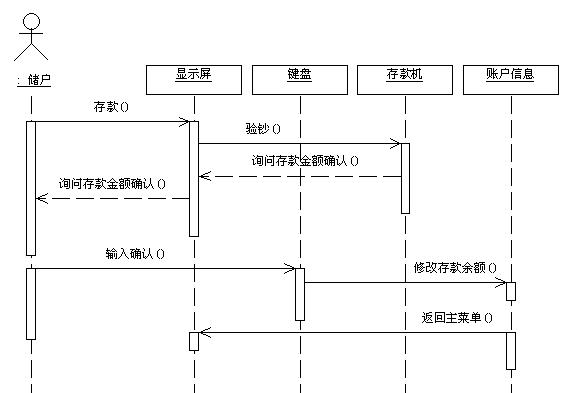 : 储户
显示屏
键盘
存款机
账户信息
存款()
验钞()
询问存款金额确认()
询问存款金额确认()
输入确认()
修改存款余额()
返回主菜单()